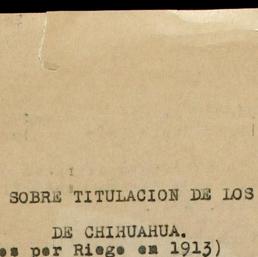 SOBRE TITULACION DE LOS
DE CHIHUAHUA.
es por Riego en 1913)